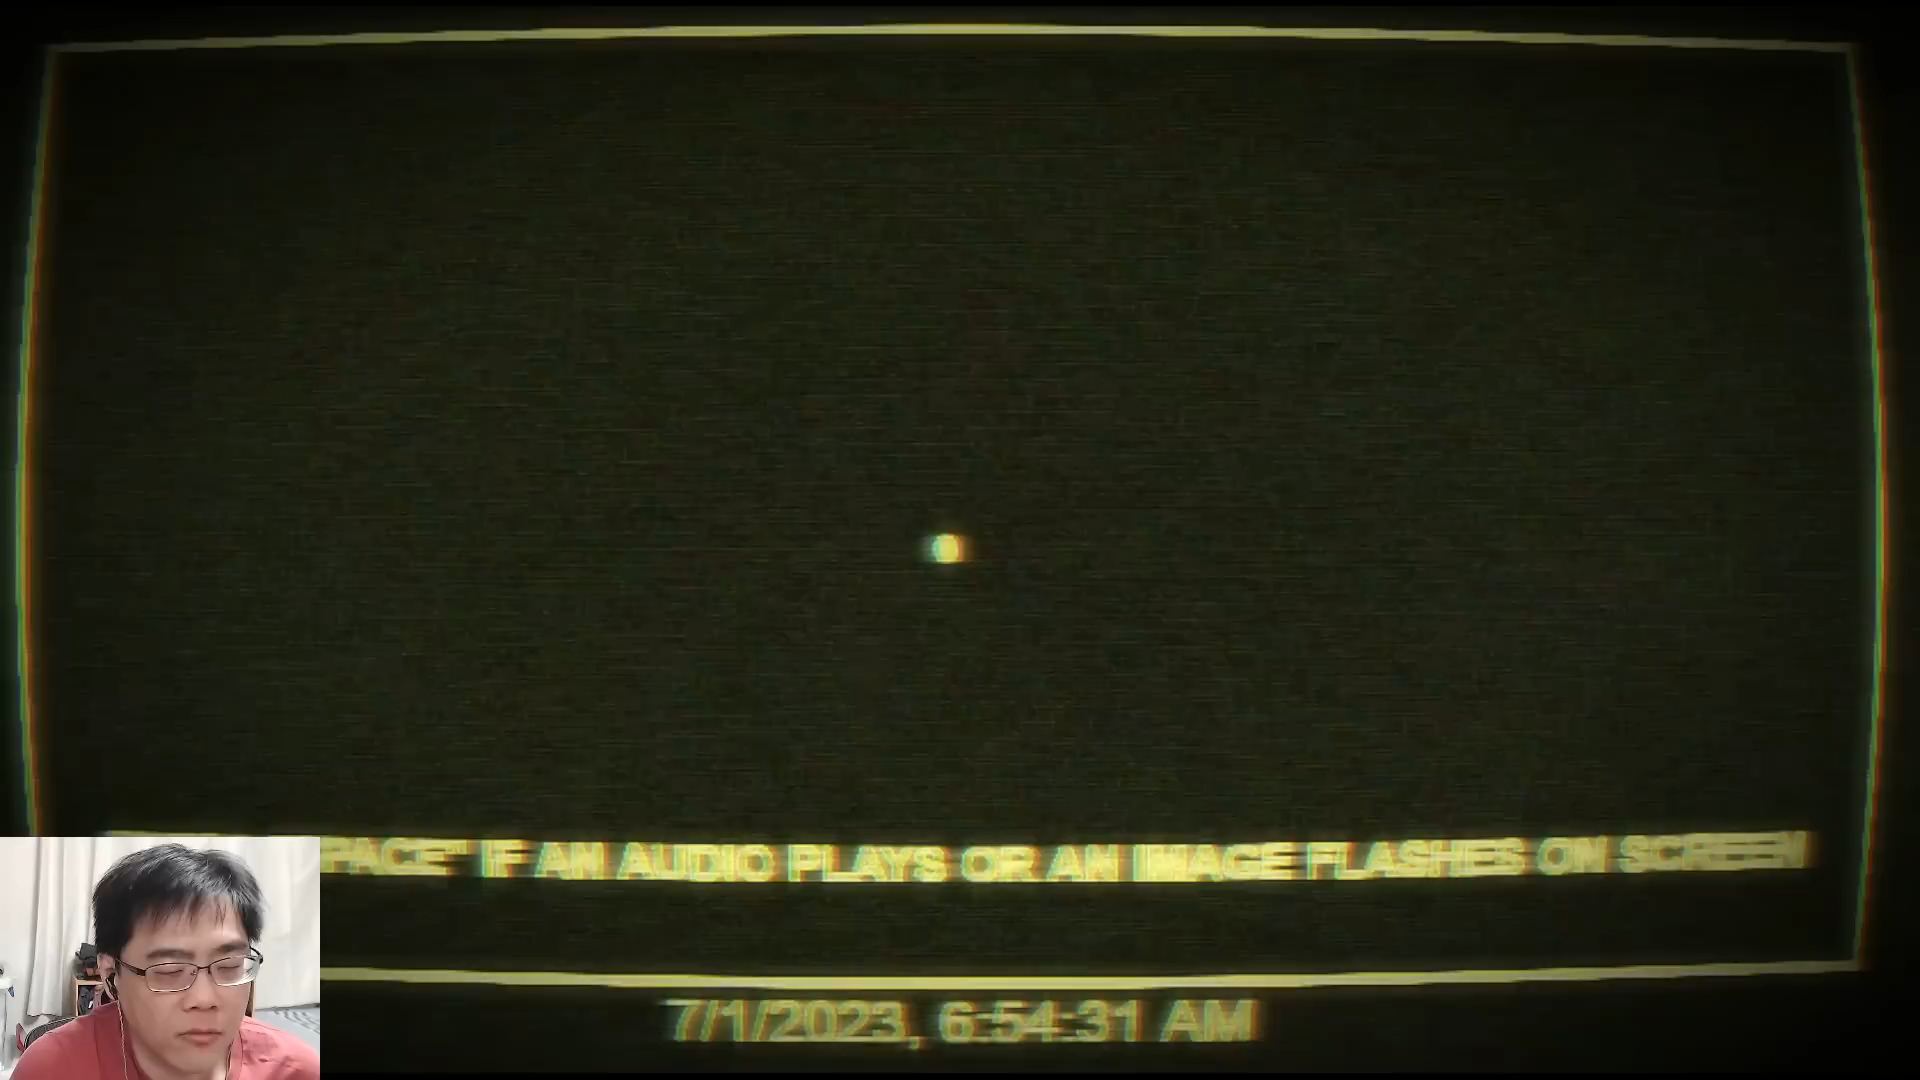 PACE" IF AN AUDIO PLAYS OR AN IMAGE FLASHES ON SCREEN
7/1/2023, 6:54:31 AM